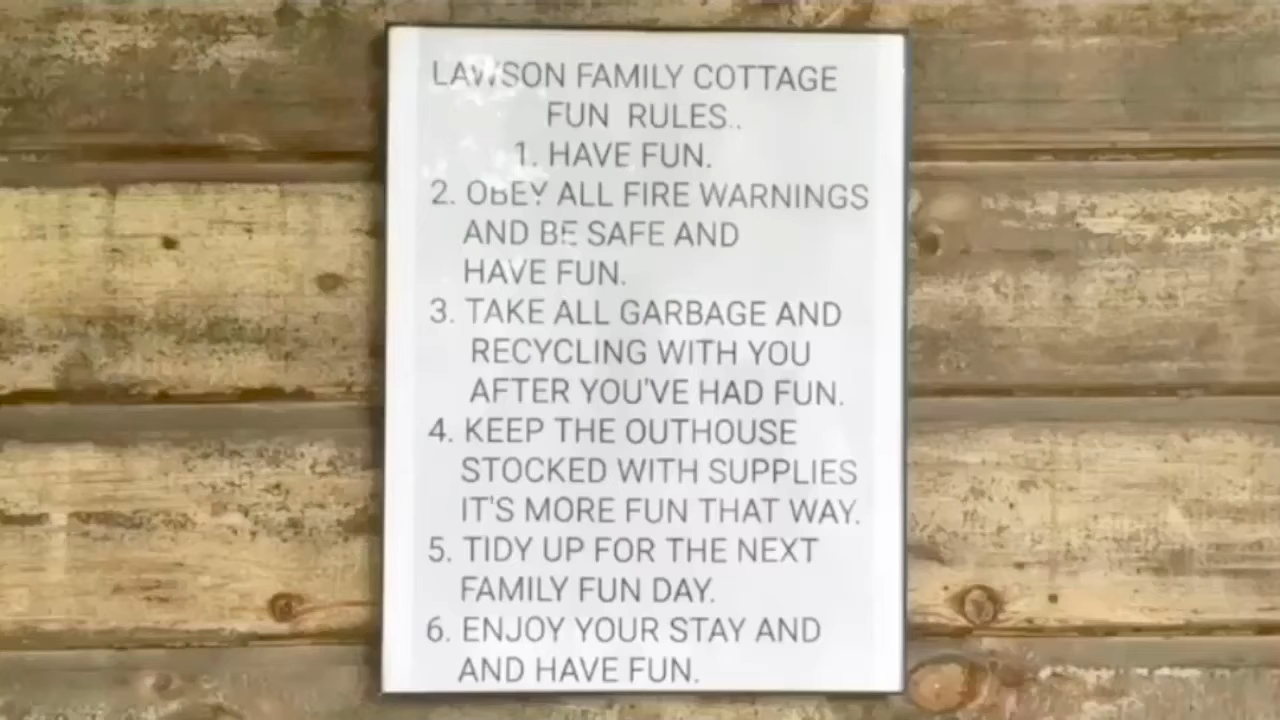 LAWSON FAMILY COTTAGE
FUN RULES..
1. HAVE FUN.
2. OBEY ALL FIRE WARNINGS
AND BE SAFE AND
HAVE FUN.
3. TAKE ALL GARBAGE AND
RECYCLING WITH YOU
AFTER YOU'VE HAD FUN.
4. KEEP THE OUTHOUSE
STOCKED WITH SUPPLIES
IT'S MORE FUN THAT WAY.
5. TIDY UP FOR THE NEXT
FAMILY FUN DAY.
6. ENJOY YOUR STAY AND
AND HAVE FUN.